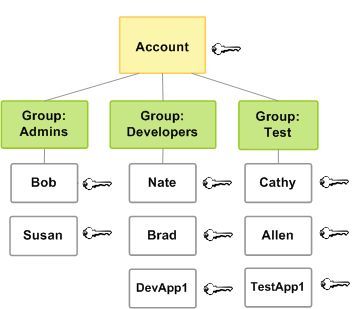 Account
Group:
Admins
Group:
Developers
Group:
Test
Bob
Nate
Cathy
Susan
Brad
Allen
DevApp1
TestApp1